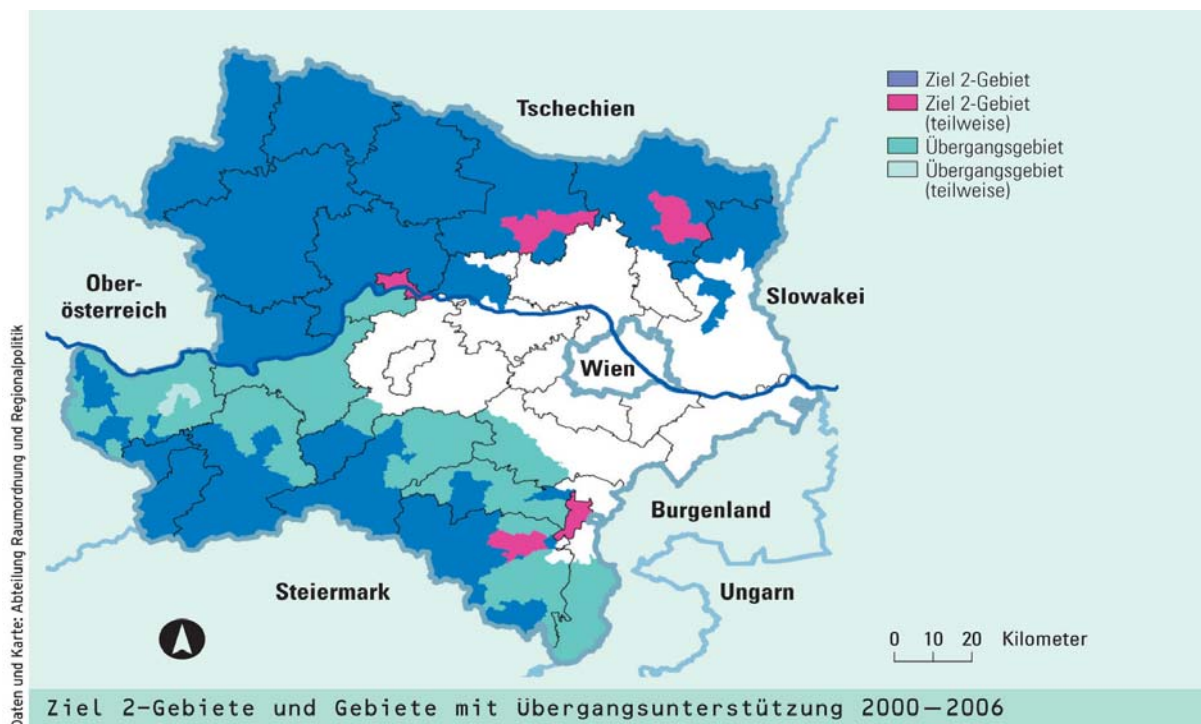 Tschechien
Ober-
österreich
Slowakei
Wien
Burgenland
Steiermark
Ungarn
Ziel 2-Gebiet
Ziel 2-Gebiet
(teilweise)
Übergangsgebiet
Übergangsgebiet
(teilweise)
0 10 20 Kilometer
Daten und Karte: Abteilung Raumordnung und Regionalpolitik
Ziel 2-Gebiete und Gebiete mit Übergangsunterstützung 2000–2006